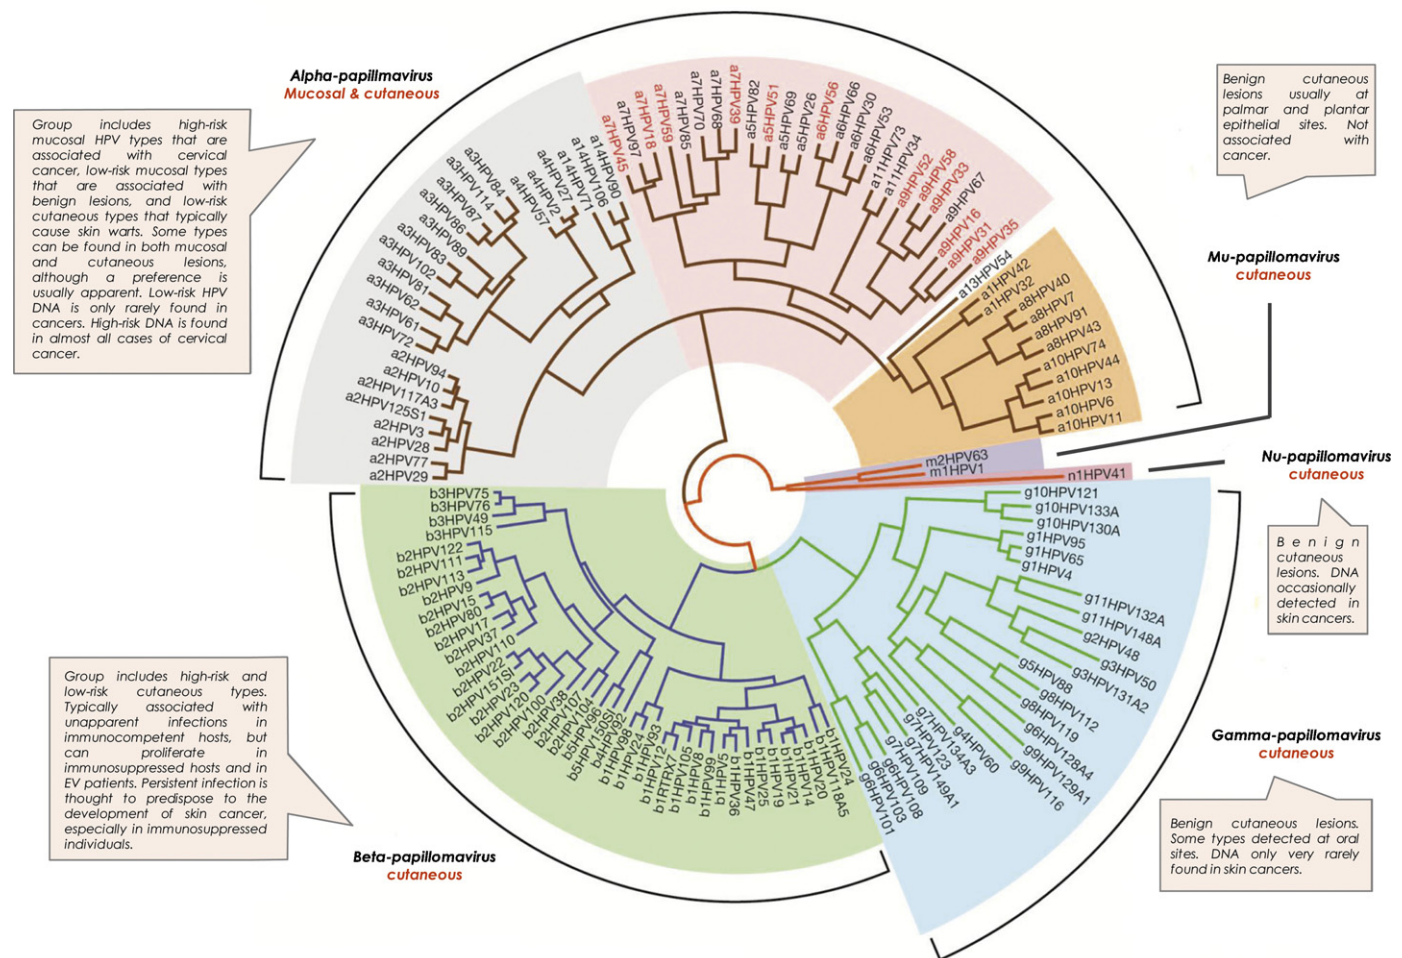 Alpha-papillmavirus
Mucosal & cutaneous
Group includes high-risk
mucosal HPV types that are
associated with cervical
cancer, low-risk mucosal types
that are associated with
benign lesions, and low-risk
cutaneous types that typically
cause skin warts. Some types
can be found in both mucosal
and cutaneous lesions,
although a preference is
usually apparent. Low-risk HPV
DNA is only rarely found in
cancers. High-risk DNA is found
in almost all cases of cervical
cancer.
a2HPV29
a2HPV77
a2HPV28
a2HPV3
a2HPV125S1
a2HPV117A3
a2HPV10
a2HPV94
a3HPV72
a3HPV61
a3HPV62
a3HPV81
a3HPV102
a3HPV83
a3HPV89
a3HPV86
a3HPV87
a3HPV114
a3HPV84
a4HPV57
a4HPV2
a4HPV27
a14HPV71
a14HPV106
a14HPV90
a7HPV45
a7HPV97
a7HPV18
a7HPV59
a7HPV85
a7HPV70
a7HPV68
a7HPV39
a5HPV82
a5HPV51
a5HPV69
a5HPV26
a6HPV56
a6HPV66
a6HPV30
a6HPV53
a11HPV73
a11HPV34
a9HPV52
a9HPV58
a9HPV33
a9HPV67
a9HPV16
a9HPV31
a9HPV35
a13HPV54
a1HPV42
a1HPV32
a8HPV40
a8HPV7
a8HPV91
a8HPV43
a10HPV74
a10HPV44
a10HPV13
a10HPV6
a10HPV11
Benign cutaneous
lesions usually at
palmar and plantar
epithelial sites. Not
associated with
cancer.
Mu-papillomavirus
cutaneous
m2HPV63
m1HPV1
n1HPV41
Nu-papillomavirus
cutaneous
Benign
cutaneous
lesions. DNA
occasionally
detected in
skin cancers.
g10HPV121
g10HPV133A
g10HPV130A
g1HPV95
g1HPV65
g1HPV4
g11HPV132A
g11HPV148A
g2HPV48
g3HPV50
g3HPV131A2
g5HPV88
g8HPV112
g8HPV119
g6HPV128A4
g9HPV129A1
g9HPV116
g4HPV60
g7HPV134A3
g7HPV123
g7HPV149A1
g7HPV109
g6HPV108
g6HPV103
g6HPV101
Gamma-papillomavirus
cutaneous
Benign cutaneous lesions.
Some types detected at oral
sites. DNA only very rarely
found in skin cancers.
b3HPV75
b3HPV76
b3HPV49
b3HPV115
b2HPV122
b2HPV111
b2HPV113
b2HPV9
b2HPV15
b2HPV80
b2HPV17
b2HPV37
b2HPV110
b2HPV22
b2HPV151SI
b2HPV23
b2HPV120
b2HPV100
b2HPV38
b2HPV107
b2HPV104
b5HPV96
b5HPV150SI
b4HPV92
b1HPV98
b1HPV24
b1HPV93
b1HPV12
b1RTRX7
b1HPV105
b1HPV8
b1HPV99
b1HPV5
b1HPV36
b1HPV47
b1HPV25
b1HPV19
b1HPV21
b1HPV14
b1HPV20
b1HPV118A5
b1HPV24
Group includes high-risk and
low-risk cutaneous types.
Typically associated with
unapparent infections in
immunocompetent hosts, but
can proliferate in
immunosuppressed hosts and in
EV patients. Persistent infection is
thought to predispose to the
development of skin cancer,
especially in immunosuppressed
individuals.
Beta-papillomavirus
cutaneous